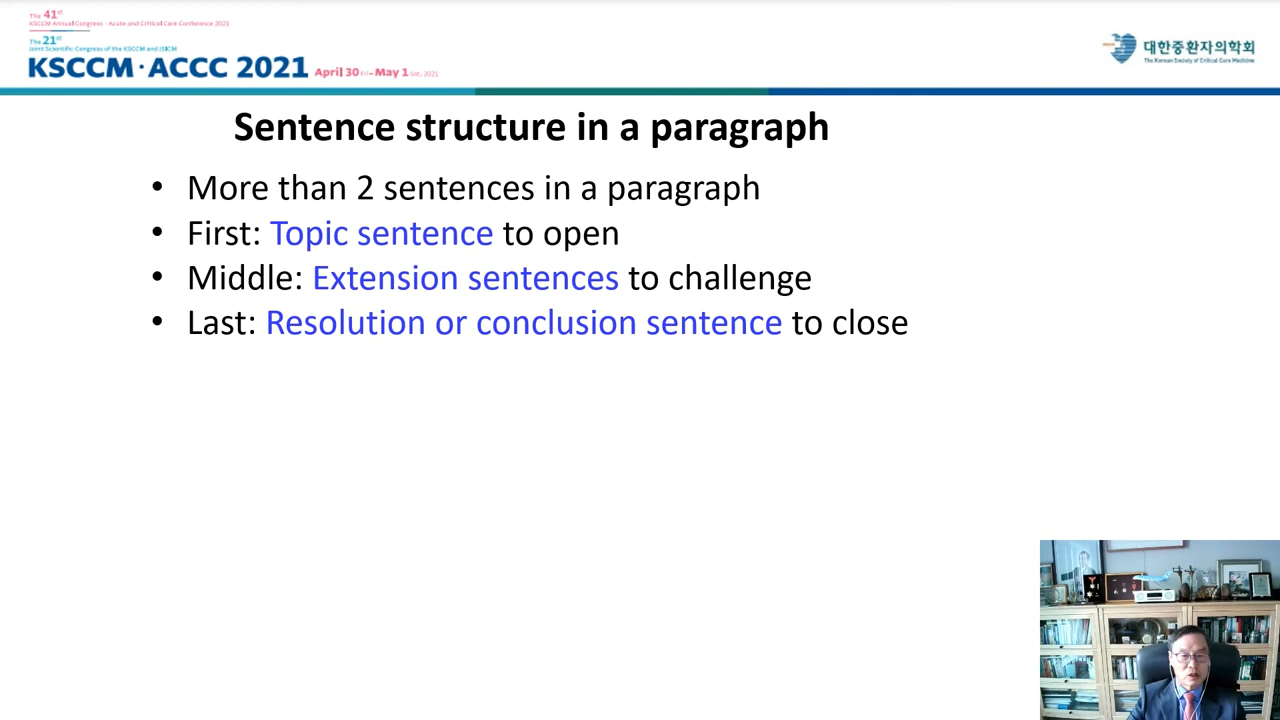 The 41st
KSCCM Annual Congress · Acute and Critical Care Conference 2021
The 21st
Joint Scientific Congress of the KSCCM and JSICM
KSCCM · ACCC 2021 April 30 Fri - May 1 Sat, 2021
대한중환자의학회
The Korean Society of Critical Care Medicine
Sentence structure in a paragraph
• More than 2 sentences in a paragraph
• First: Topic sentence to open
• Middle: Extension sentences to challenge
• Last: Resolution or conclusion sentence to close